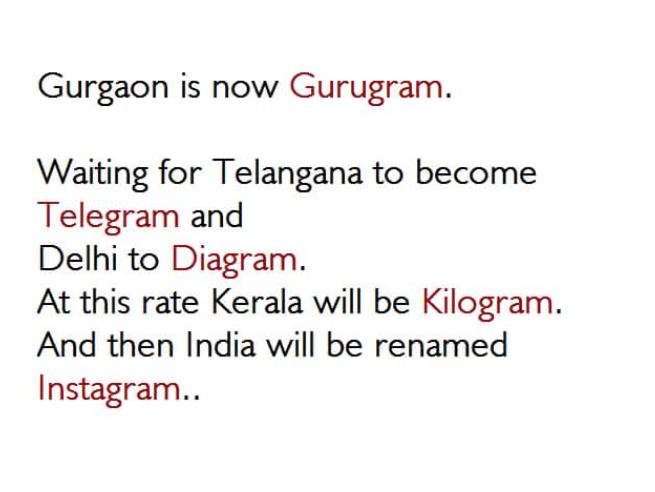 Gurgaon is now Gurugram.
Waiting for Telangana to become
Telegram and
Delhi to Diagram.
At this rate Kerala will be Kilogram.
And then India will be renamed
Instagram..